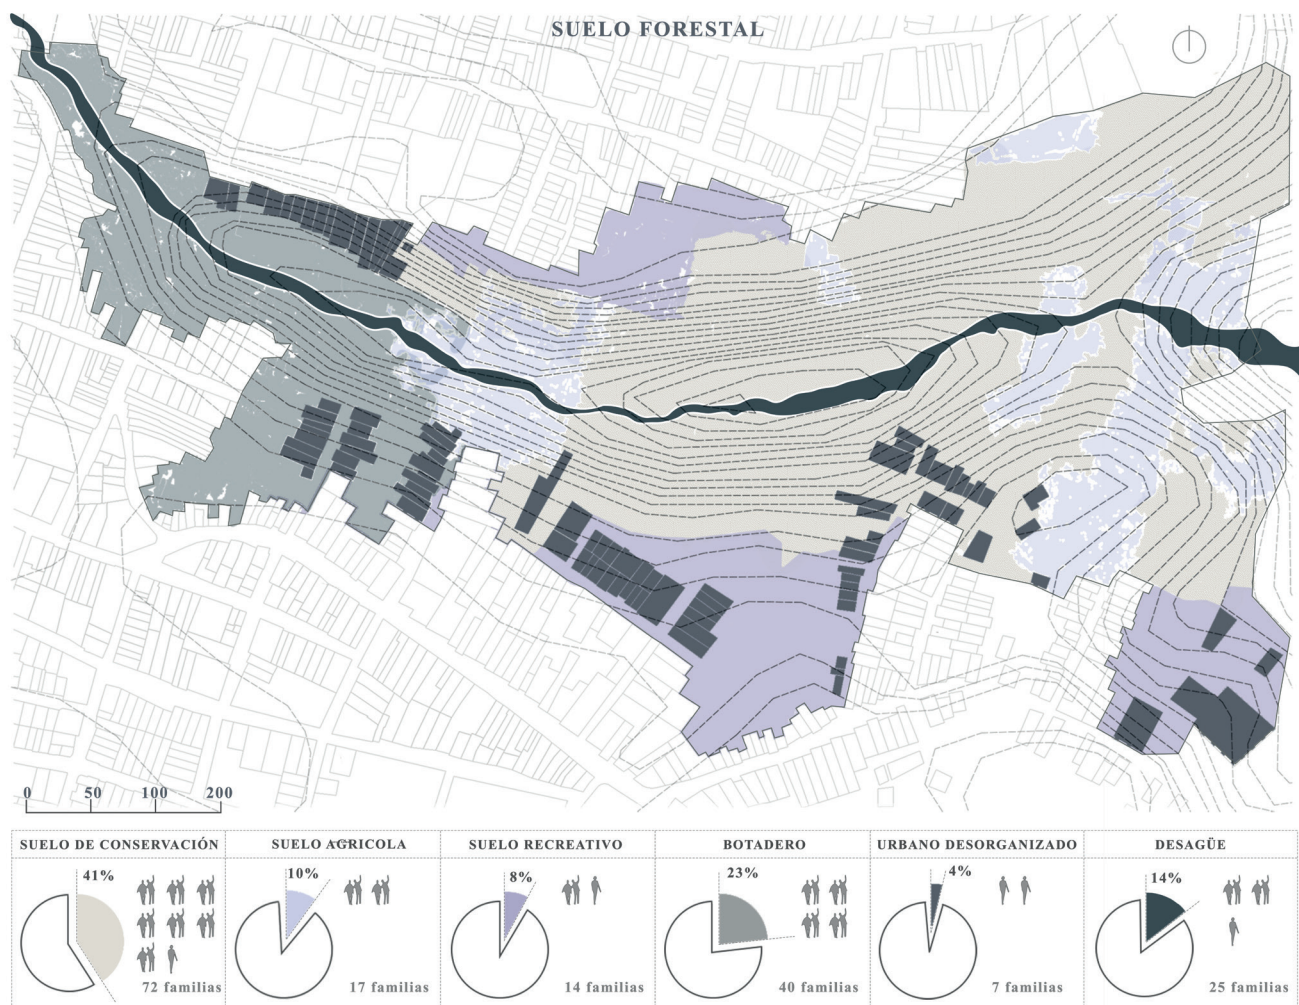 SUELO FORESTAL
0 50 100 200
SUELO DE CONSERVACIÓN
41%
72 familias
SUELO AGRICOLA
10%
17 familias
SUELO RECREATIVO
8%
14 familias
BOTADERO
23%
40 familias
URBANO DESORGANIZADO
4%
7 familias
DESAGÜE
14%
25 familias